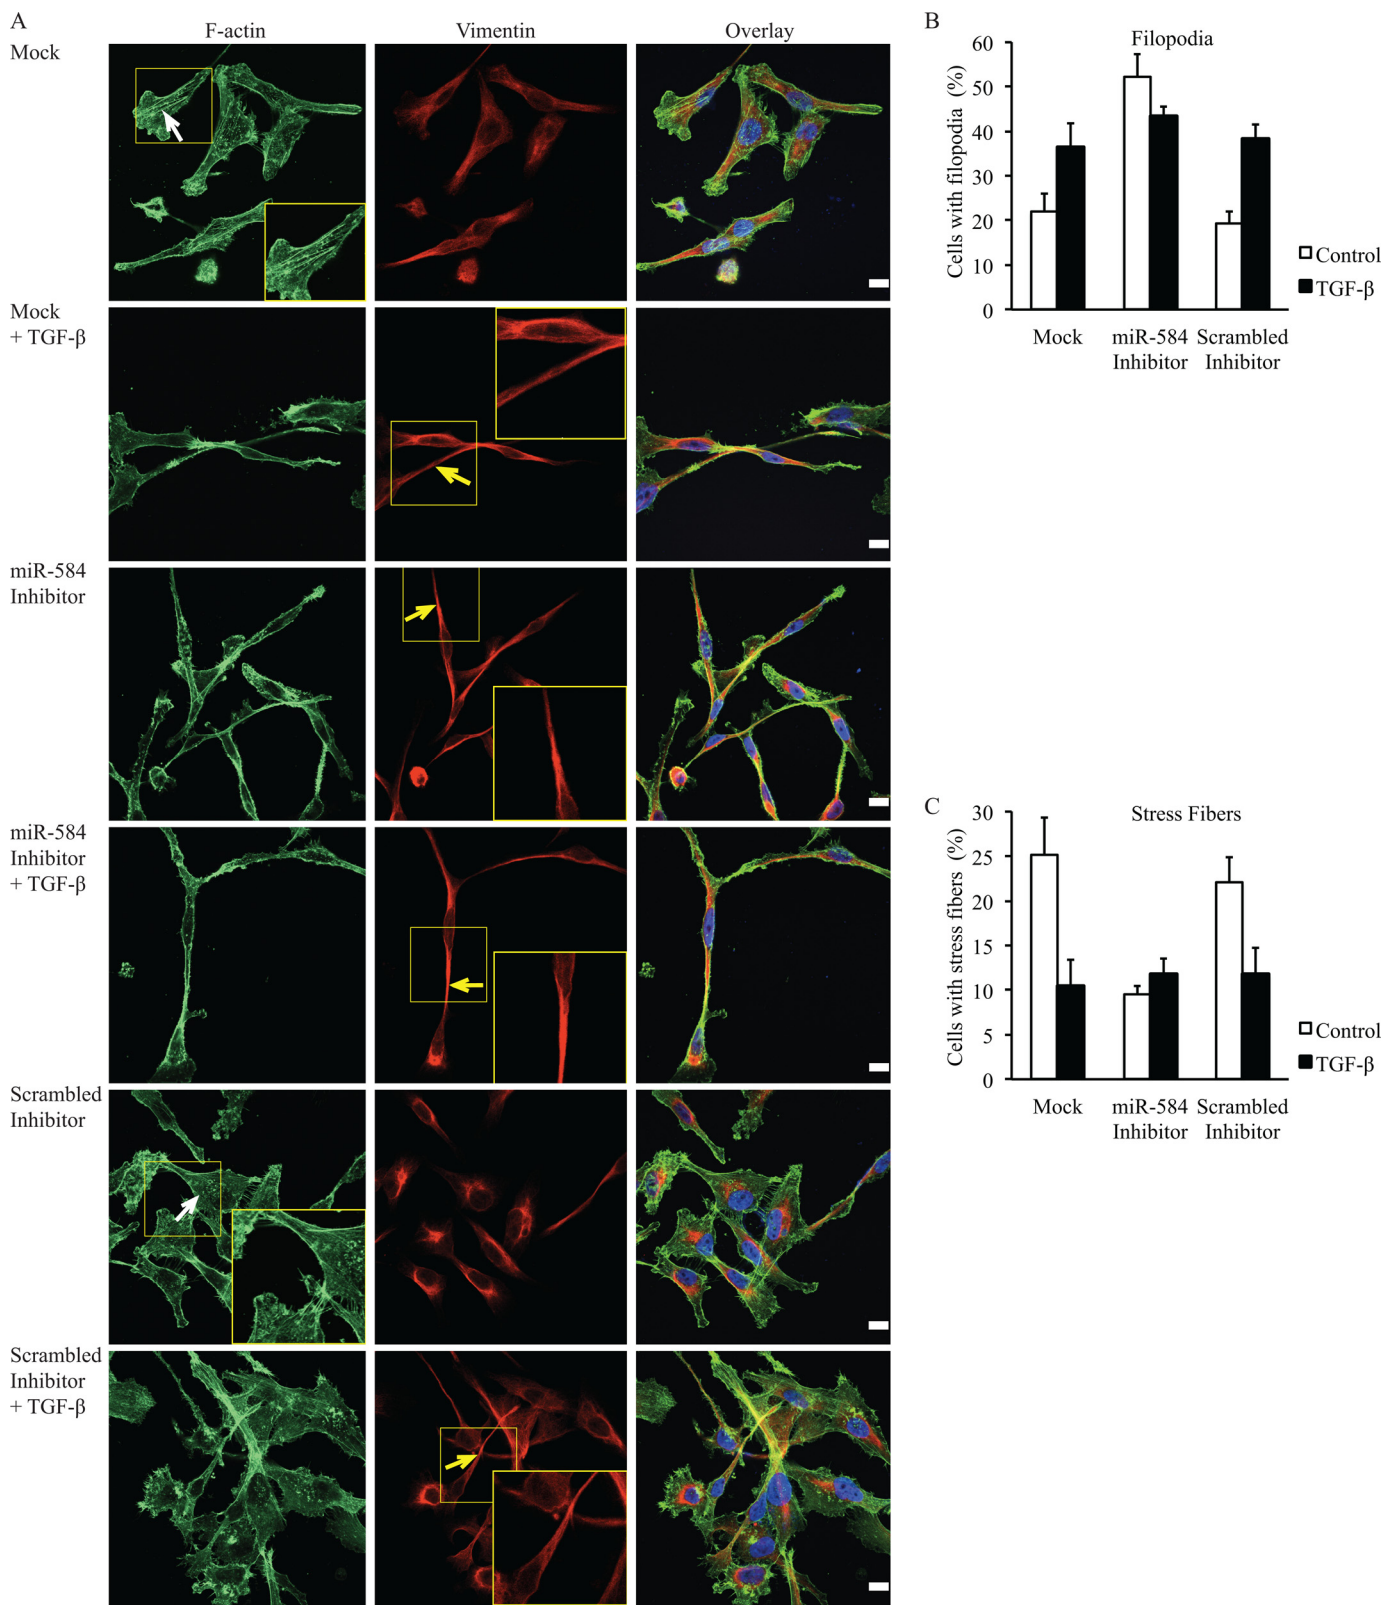 A
F-actin
Vimentin
Overlay
Mock
Mock
+ TGF-β
miR-584
Inhibitor
miR-584
Inhibitor
+ TGF-β
Scrambled
Inhibitor
Scrambled
Inhibitor
+ TGF-β
B
Filopodia
Cells with filopodia (%)
60
50
40
30
20
10
0
Mock
miR-584
Inhibitor
Scrambled
Inhibitor
Control
TGF-β
C
Stress Fibers
Cells with stress fibers (%)
30
25
20
15
10
5
0
Mock
miR-584
Inhibitor
Scrambled
Inhibitor
Control
TGF-β